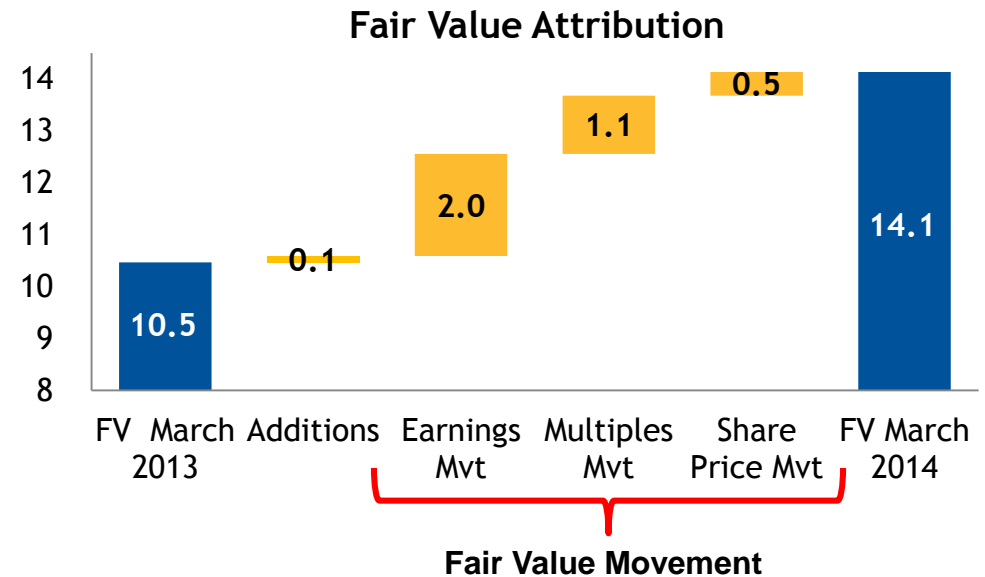 Fair Value Attribution
14
13
12
11
10
9
8
10.5
0.1
2.0
1.1
0.5
14.1
FV March
2013
Additions
Earnings
Mvt
Multiples
Mvt
Share
Price Mvt
FV March
2014
Fair Value Movement